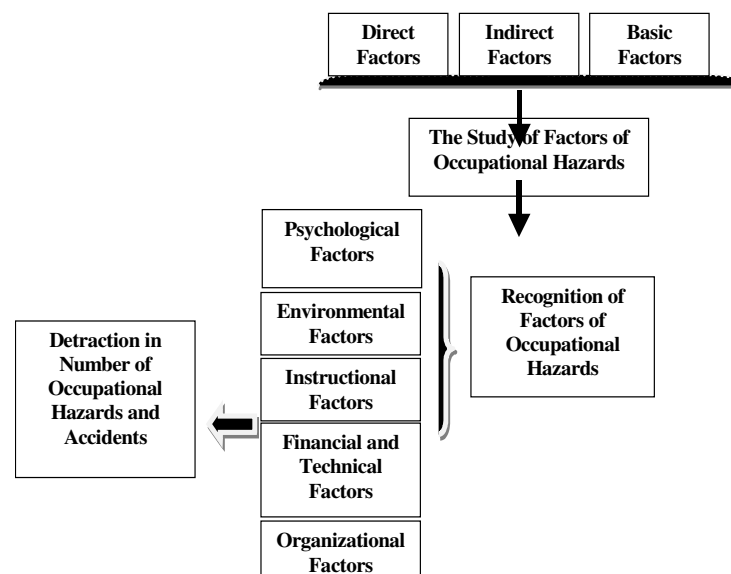 Direct
Factors
Indirect
Factors
Basic
Factors
The Study of Factors of
Occupational Hazards
Psychological
Factors
Environmental
Factors
Instructional
Factors
Financial and
Technical
Factors
Organizational
Factors
Recognition of
Factors of
Occupational
Hazards
Detraction in
Number of
Occupational
Hazards and
Accidents